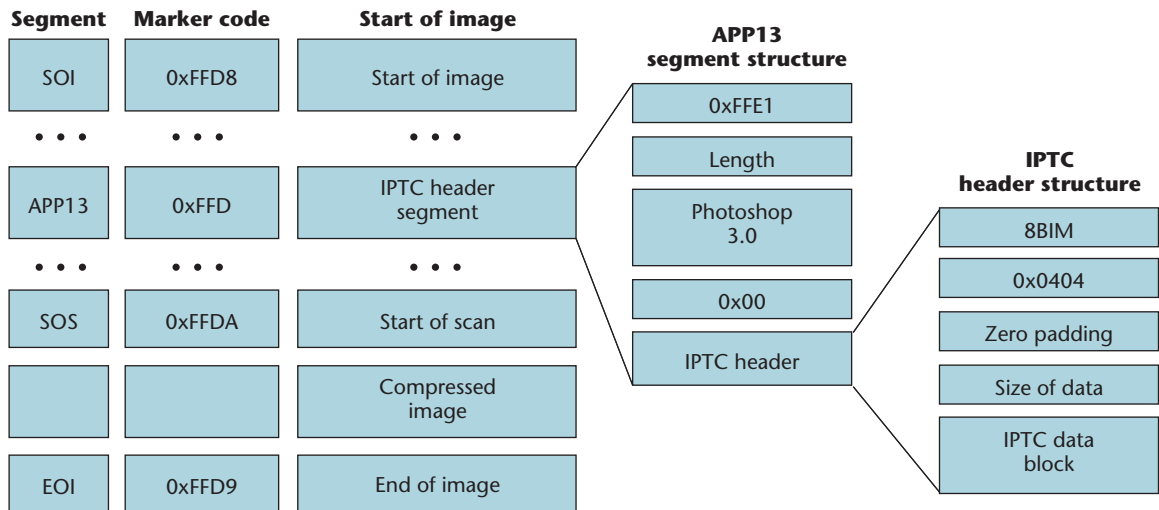 Segment
Marker code
Start of image
SOI
0xFFD8
Start of image
• • •
• • •
• • •
APP13
0xFFD
IPTC header
segment
• • •
• • •
• • •
SOS
0xFFDA
Start of scan
Compressed
image
EOI
0xFFD9
End of image
APP13
segment structure
0xFFE1
Length
Photoshop
3.0
0x00
IPTC header
IPTC
header structure
8BIM
0x0404
Zero padding
Size of data
IPTC data
block